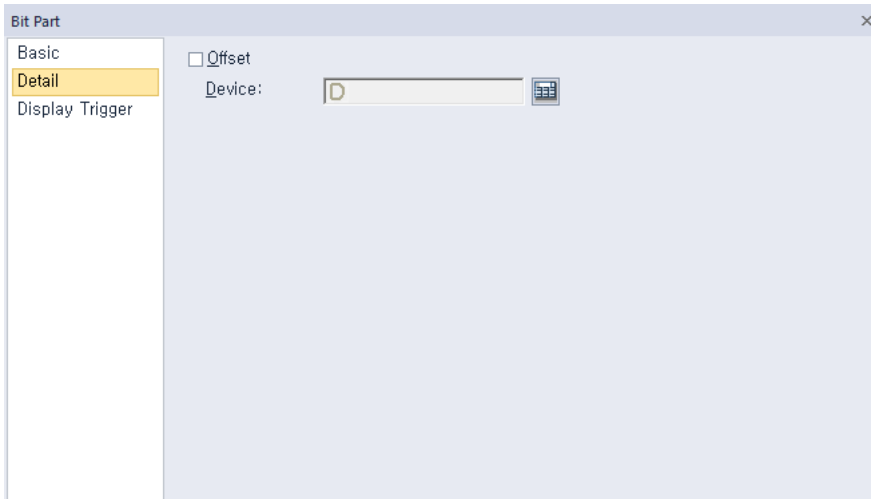 Bit Part
Basic
Detail
Display Trigger
Offset
Device:
D